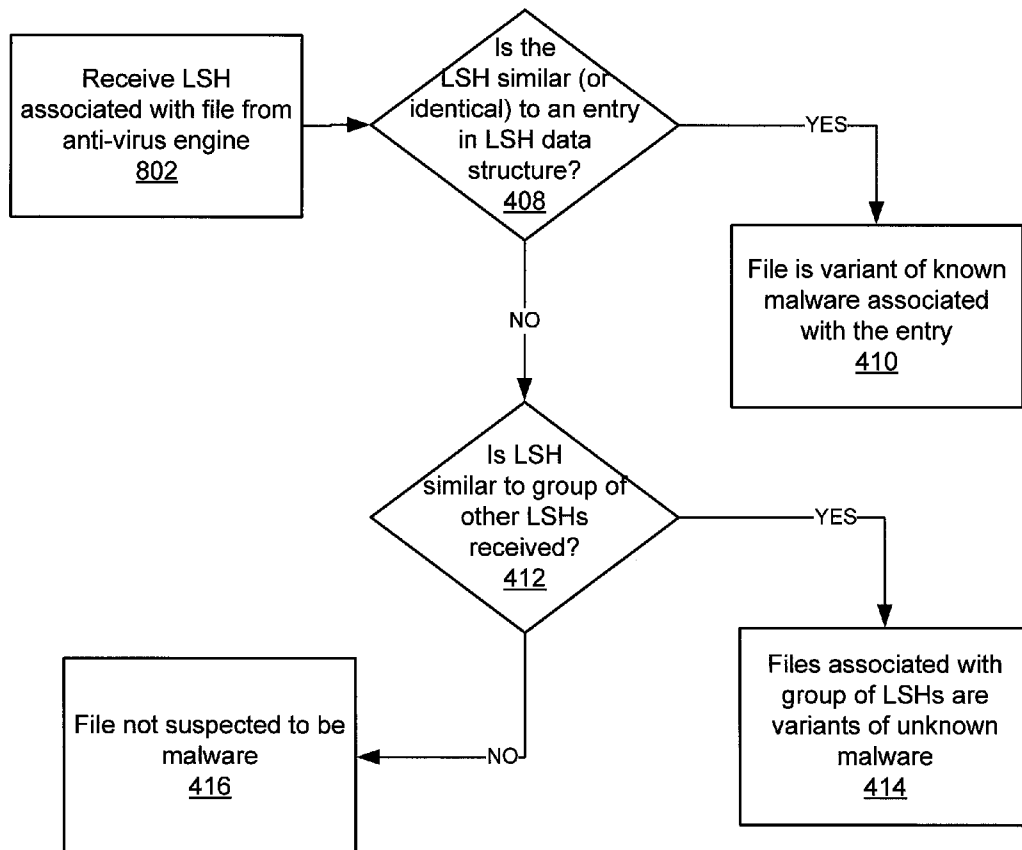 Receive LSH
associated with file from
anti-virus engine
802
Is the
LSH similar (or
identical) to an entry
in LSH data
structure?
408
YES
File is variant of known
malware associated
with the entry
410
NO
Is LSH
similar to group of
other LSHs
received?
412
YES
Files associated with
group of LSHs are
variants of unknown
malware
414
NO
File not suspected to be
malware
416